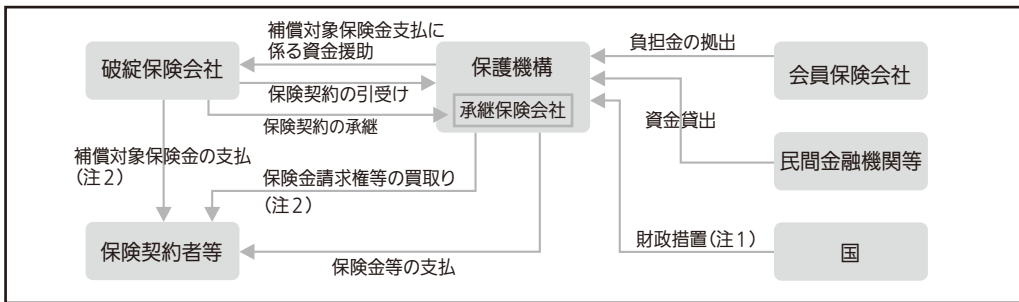 補償対象保険金支払に
係る資金援助
負担金の拠出
破綻保険会社
保護機構
会員保険会社
保険契約の引受け
承継保険会社
保険契約の承継
資金貸出
補償対象保険金の支払
(注2)
民間金融機関等
保険金請求権等の買取り
(注2)
保険契約者等
財政措置(注1)
国
保険金等の支払